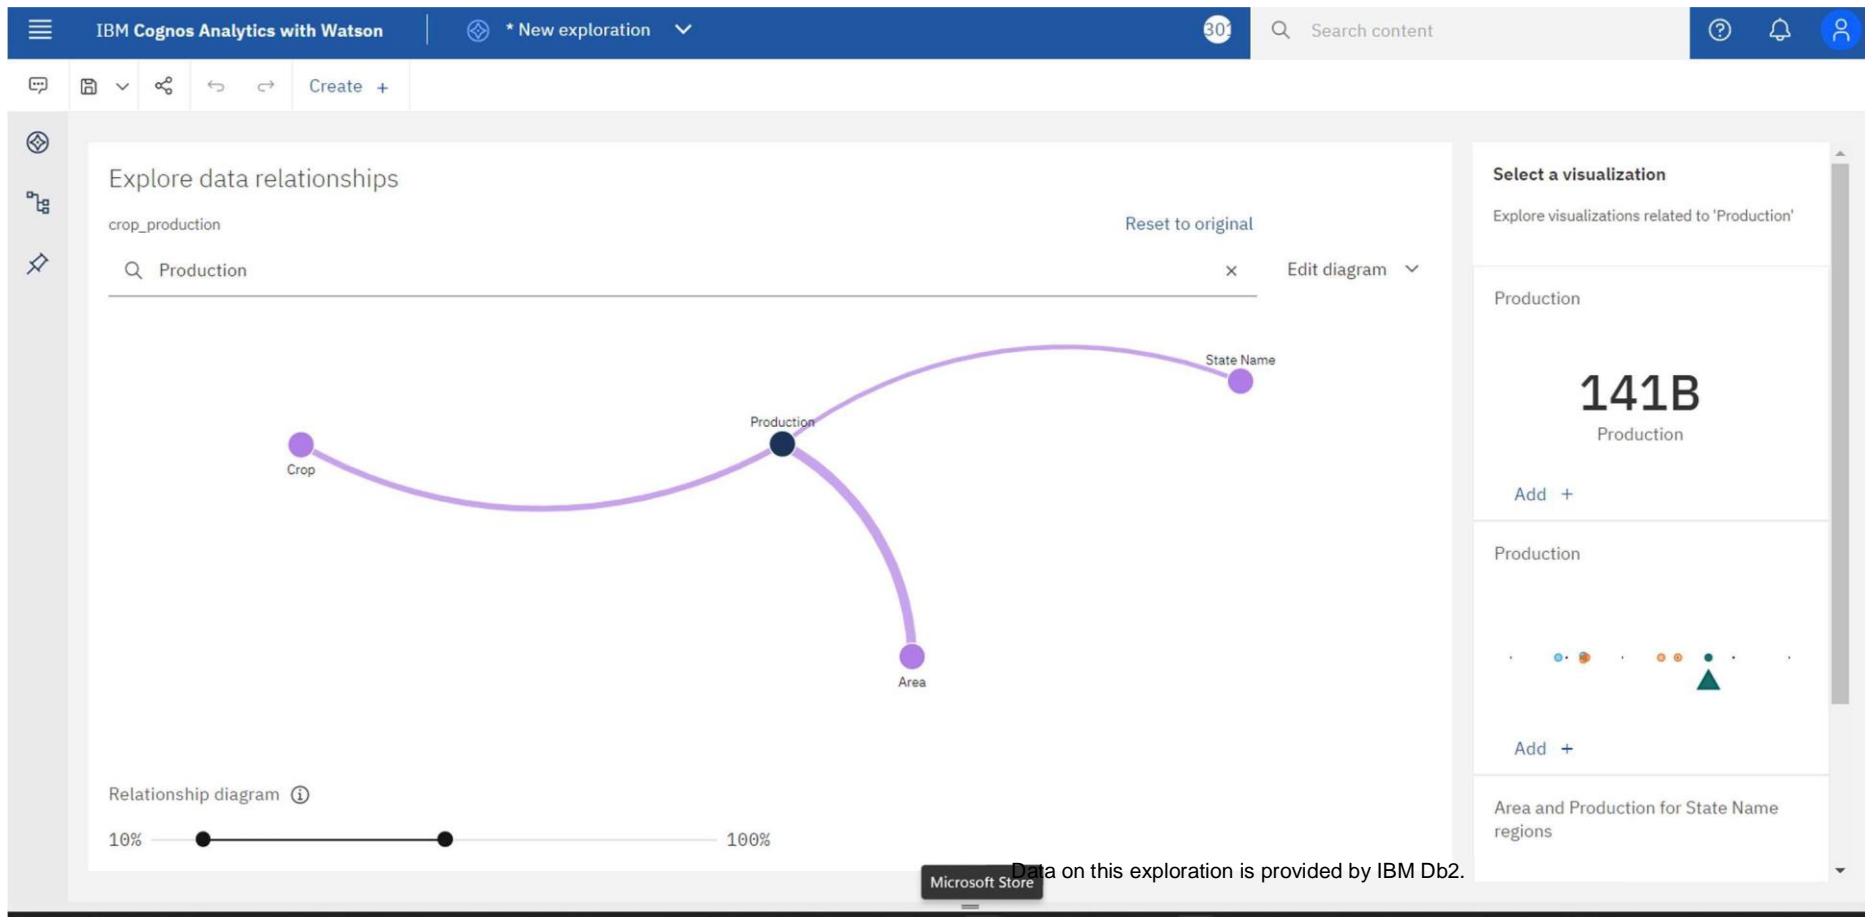 IBM Cognos Analytics with Watson
* New exploration
301
Search content
Create +
Explore data relationships
crop_production
Reset to original
Production
Edit diagram
State Name
Production
Crop
Area
Relationship diagram
10%
100%
Select a visualization
Explore visualizations related to 'Production'
Production
141B
Production
Add +
Production
Add +
Area and Production for State Name
regions
Microsoft Store
Data on this exploration is provided by IBM Db2.